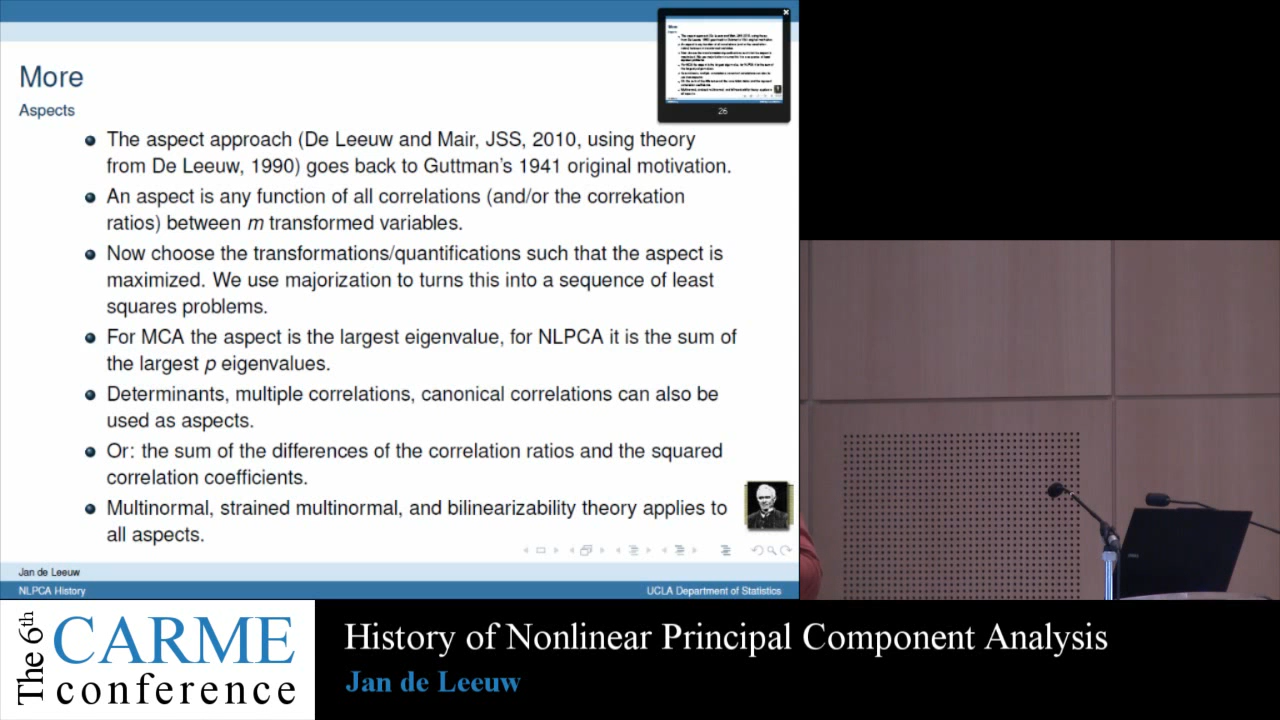 More
Aspects
26
The aspect approach (De Leeuw and Mair, JSS, 2010, using theory
from De Leeuw, 1990) goes back to Guttman's 1941 original motivation.
An aspect is any function of all correlations (and/or the correkation
ratios) between m transformed variables.
Now choose the transformations/quantifications such that the aspect is
maximized. We use majorization to turns this into a sequence of least
squares problems.
For MCA the aspect is the largest eigenvalue, for NLPCA it is the sum of
the largest p eigenvalues.
Determinants, multiple correlations, canonical correlations can also be
used as aspects.
Or: the sum of the differences of the correlation ratios and the squared
correlation coefficients.
Multinormal, strained multinormal, and bilinearizability theory applies to
all aspects.
Jan de Leeuw
NLPCA History
UCLA Department of Statistics
The 6th
CARME
conference
History of Nonlinear Principal Component Analysis
Jan de Leeuw